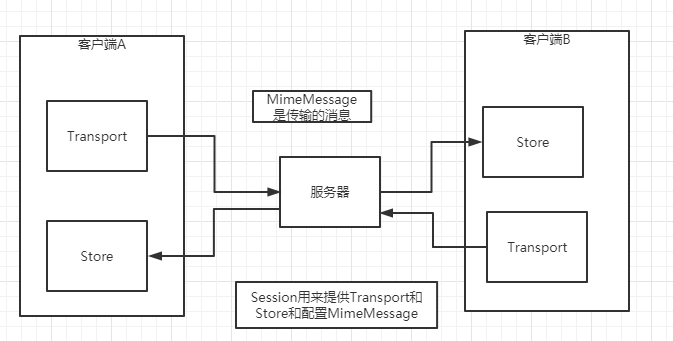 客户端A
客户端B
MimeMessage
是传输的消息
Transport
Store
服务器
Store
Transport
Session用来提供Transport和
Store和配置MimeMessage